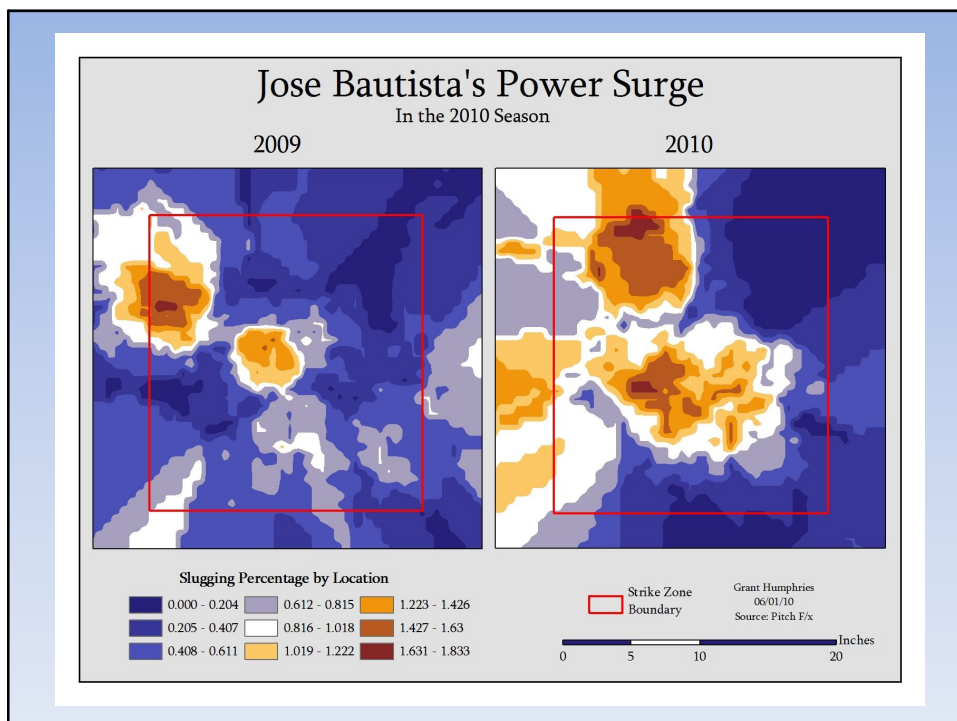 Jose Bautista's Power Surge
In the 2010 Season
2009
2010
Slugging Percentage by Location
0.000 - 0.204
0.205 - 0.407
0.408 - 0.611
0.612 - 0.815
0.816 - 1.018
1.019 - 1.222
1.223 - 1.426
1.427 - 1.63
1.631 - 1.833
Strike Zone
Boundary
Grant Humphries
06/01/10
Source: Pitch F/x
Inches
0 5 10 20